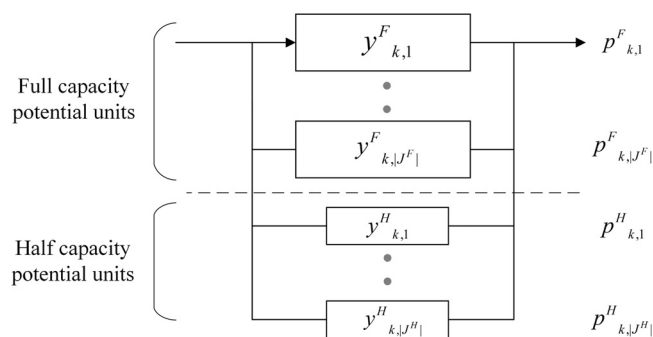 Full capacity
potential units
y^F_{k,1}
p^F_{k,1}
y^F_{k,|J^F|}
p^F_{k,|J^F|}
Half capacity
potential units
y^H_{k,1}
p^H_{k,1}
y^H_{k,|J^H|}
p^H_{k,|J^H|}